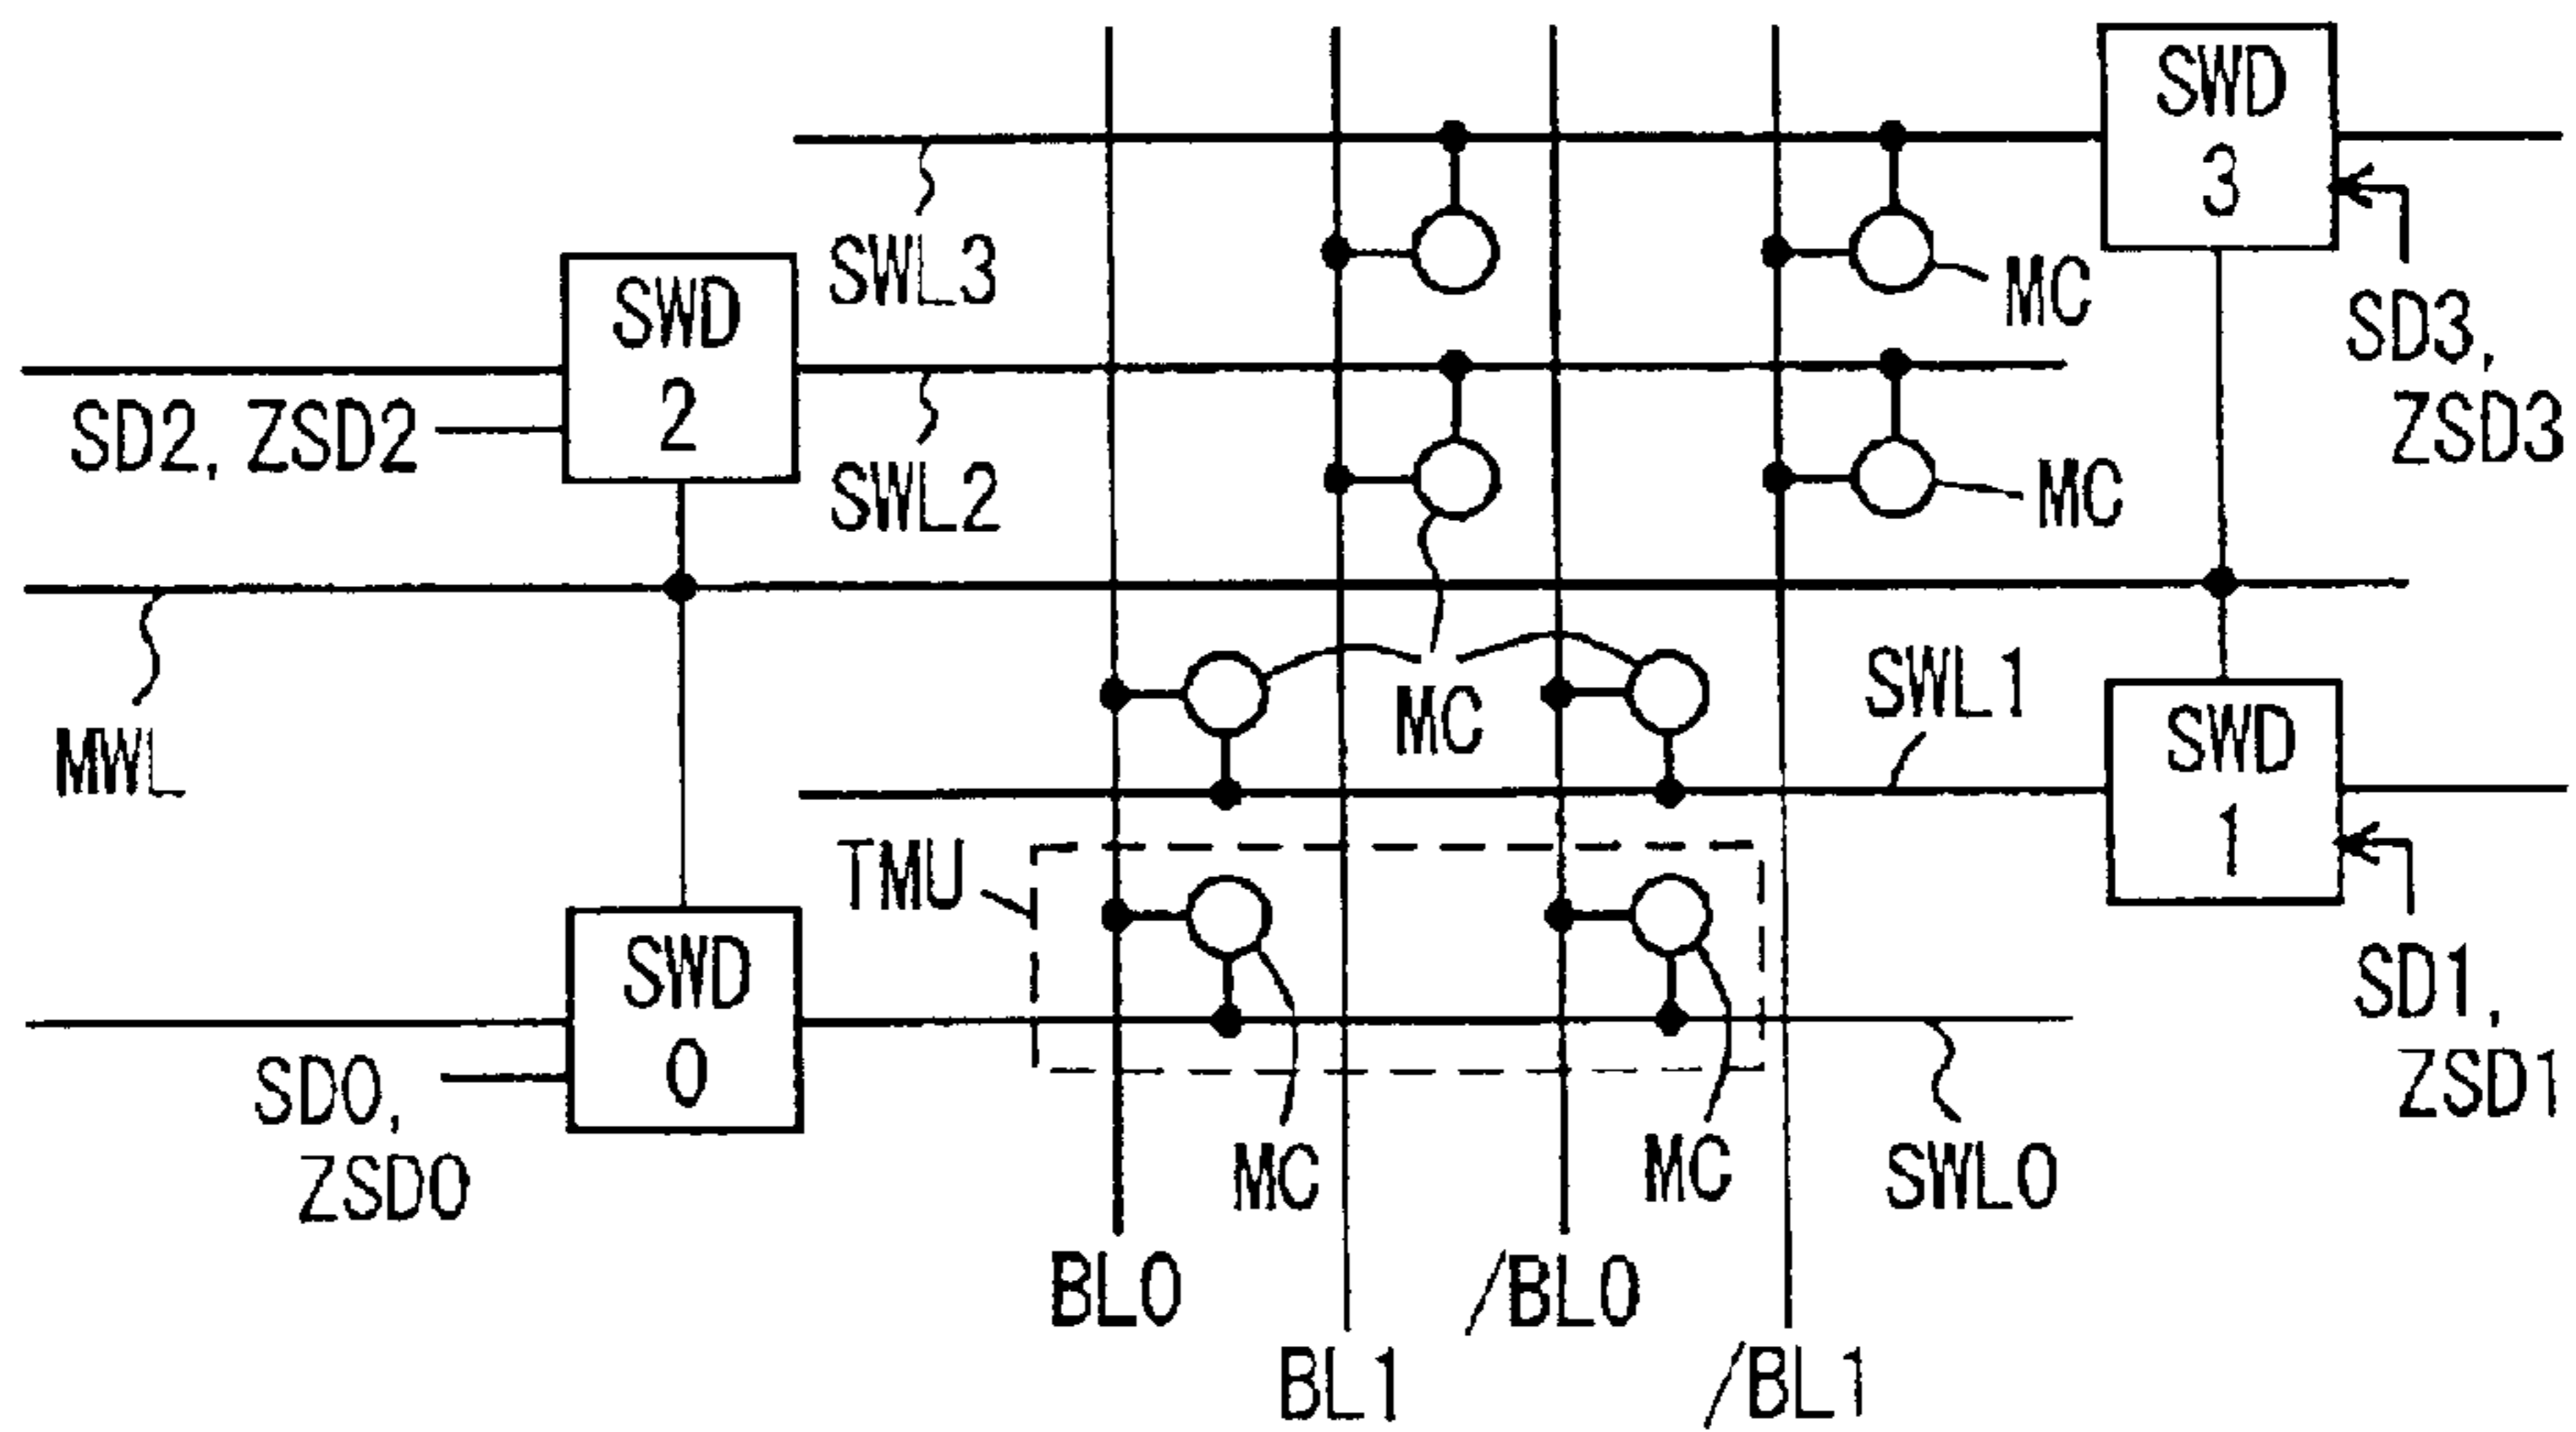 SWD
3
SWL3
MC
SD3,
ZSD3
SWD
2
SD2, ZSD2
SWL2
MC
MWL
MC
SWL1
SWD
1
TMU
SWD
0
SD0,
ZSD0
MC
MC
SWL0
SD1,
ZSD1
BL0
/BL0
BL1
/BL1